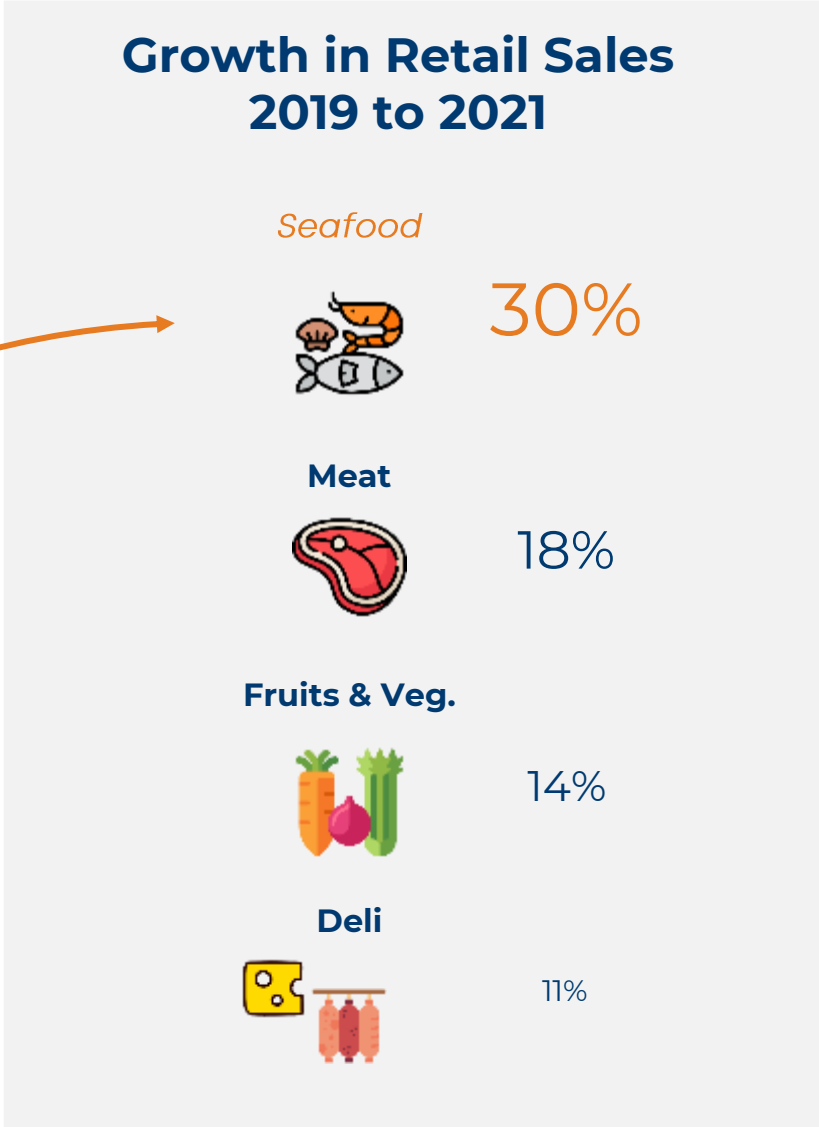 Growth in Retail Sales
2019 to 2021
Seafood
30%
Meat
18%
Fruits & Veg.
14%
Deli
11%